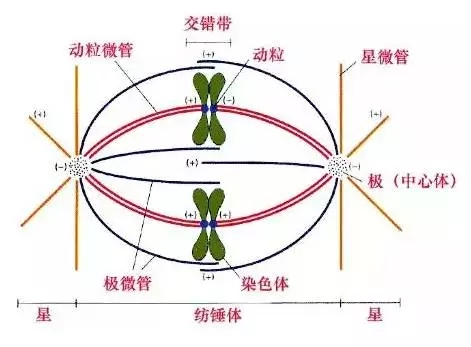 交错带
动粒微管
(+)
动粒
星微管
(+)
(+)
(-)
(+)
(+)
(-)
(+)
(-)
极（中心体）
(+)
(+)
极微管
(+)
染色体
星
纺锤体
星